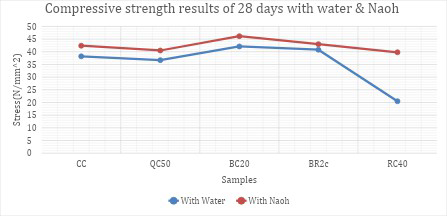 Compressive strength results of 28 days with water & Naoh
Stress(N/mm^2)
50
45
40
35
30
25
20
15
10
5
0
CC QC50 BC20 BR2c RC40
Samples
With Water With Naoh